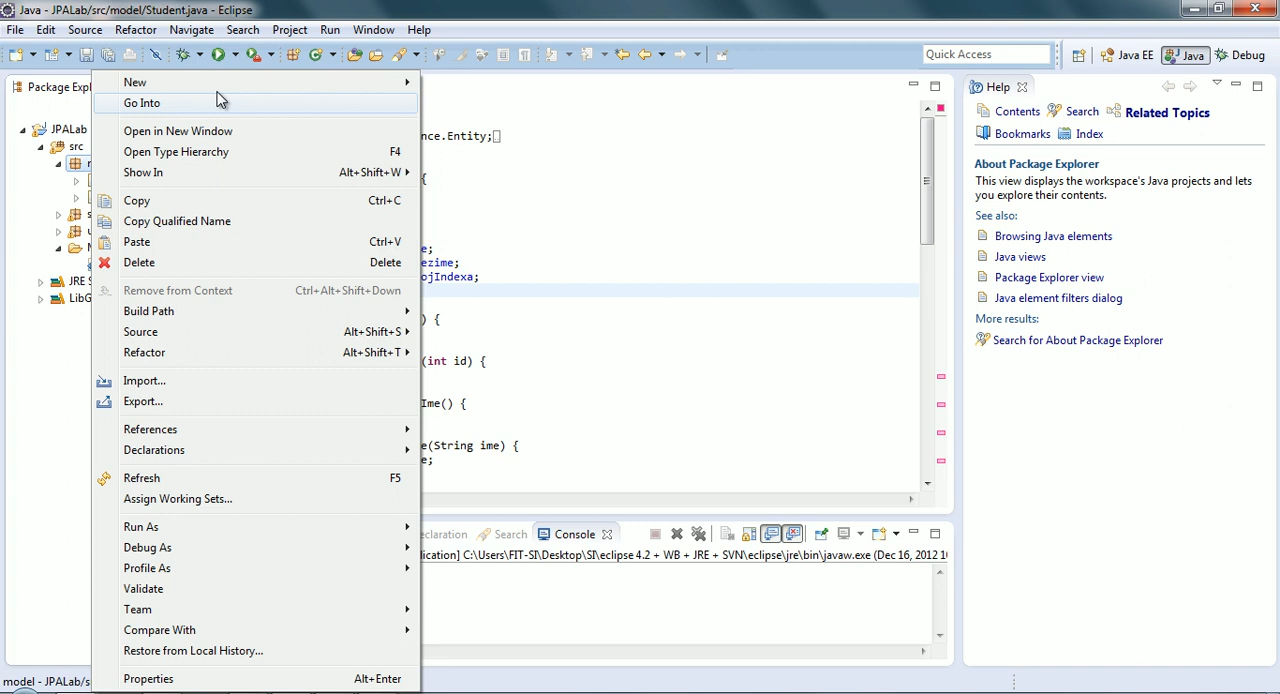 Java - JPALab/src/model/Student.java - Eclipse
File Edit Source Refactor Navigate Search Project Run Window Help
Quick Access Java EE Java Debug
Package Expl
JPALab
src
JRE S
LibG
New
Go Into
Open in New Window
Open Type Hierarchy F4
Show In Alt+Shift+W
Copy Ctrl+C
Copy Qualified Name
Paste Ctrl+V
Delete Delete
Remove from Context Ctrl+Alt+Shift+Down
Build Path
Source Alt+Shift+S
Refactor Alt+Shift+T
Import...
Export...
References
Declarations
Refresh F5
Assign Working Sets...
Run As
Debug As
Profile As
Validate
Team
Compare With
Restore from Local History...
Properties Alt+Enter
nce.Entity;
{
e;
ezime;
ojIndexa;
) {
(int id) {
Ime() {
e(String ime) {
e;
eclaration Search Console
lication] C:\Users\FIT-SI\Desktop\SI\eclipse 4.2 + WB + JRE + SVN\eclipse\jre\bin\javaw.exe (Dec 16, 2012 1
Help
Contents Search Related Topics
Bookmarks Index
About Package Explorer
This view displays the workspace's Java projects and lets
you explore their contents.
See also:
Browsing Java elements
Java views
Package Explorer view
Java element filters dialog
More results:
Search for About Package Explorer
model - JPALab/s